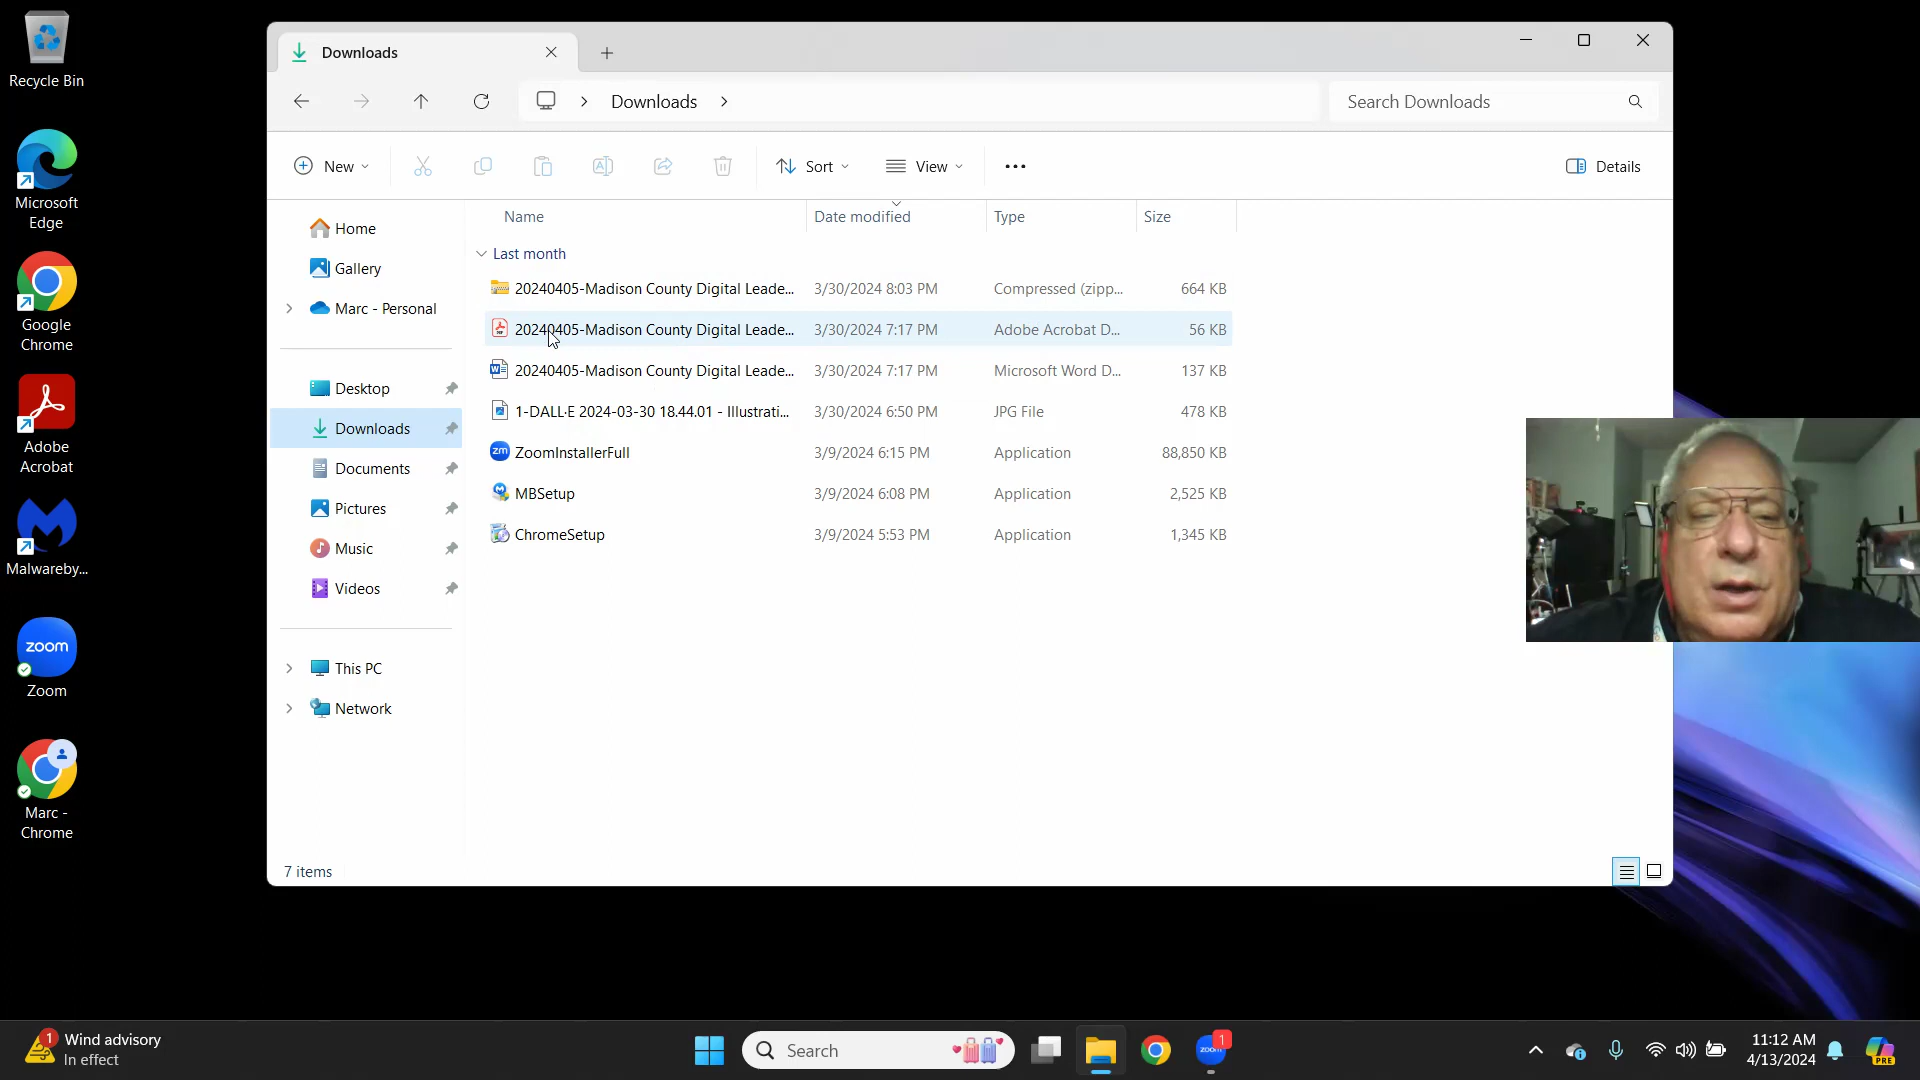 Recycle Bin
Microsoft
Edge
Google
Chrome
Adobe
Acrobat
Malwareby...
zoom
Zoom
Marc -
Chrome
Downloads
Downloads
Search Downloads
New
Sort
View
Details
Home
Gallery
Marc - Personal
Desktop
Downloads
Documents
Pictures
Music
Videos
This PC
Network
Name Date modified Type Size
Last month
20240405-Madison County Digital Leade... 3/30/2024 8:03 PM Compressed (zipp... 664 KB
20240405-Madison County Digital Leade... 3/30/2024 7:17 PM Adobe Acrobat D... 56 KB
20240405-Madison County Digital Leade... 3/30/2024 7:17 PM Microsoft Word D... 137 KB
1-DALL·E 2024-03-30 18.44.01 - Illustrati... 3/30/2024 6:50 PM JPG File 478 KB
zm ZoomInstallerFull 3/9/2024 6:15 PM Application 88,850 KB
MBSetup 3/9/2024 6:08 PM Application 2,525 KB
ChromeSetup 3/9/2024 5:53 PM Application 1,345 KB
7 items
1
Wind advisory
In effect
Search
zoom
1
11:12 AM
4/13/2024
PRE